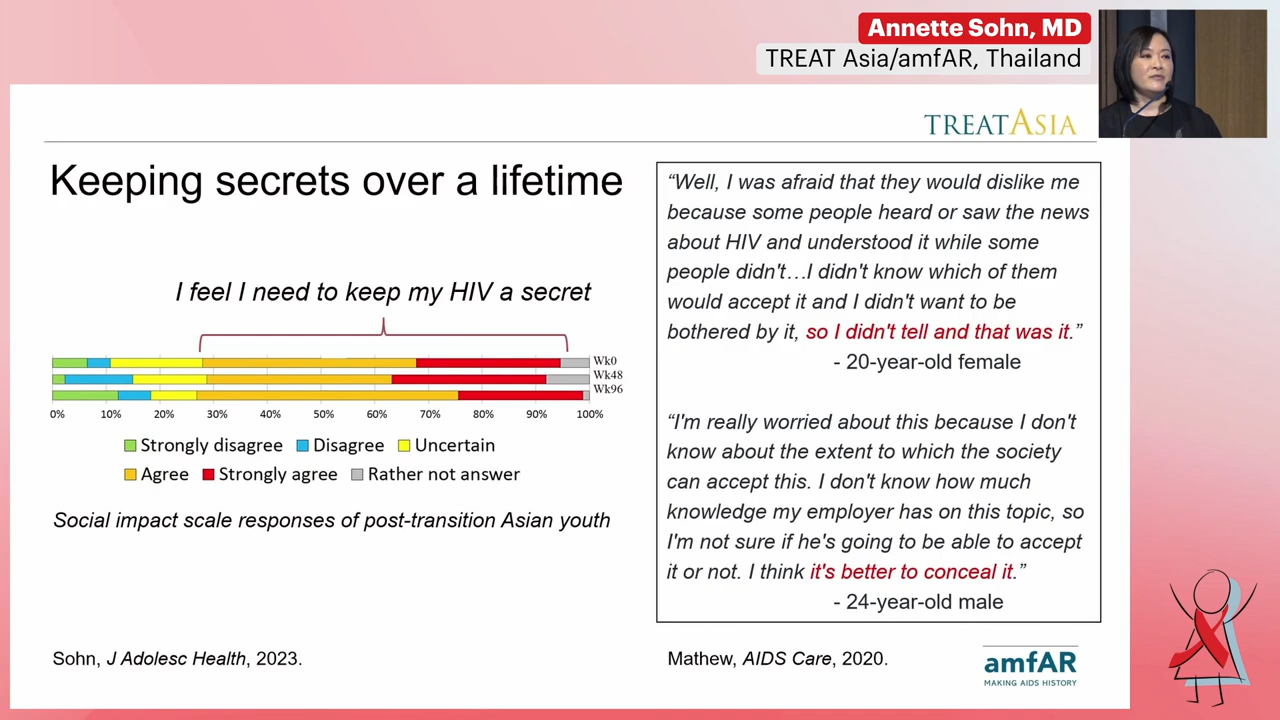 Annette Sohn, MD
TREAT Asia/amfAR, Thailand
TREATASIA
Keeping secrets over a lifetime
I feel I need to keep my HIV a secret
Wk0
Wk48
Wk96
0% 10% 20% 30% 40% 50% 60% 70% 80% 90% 100%
Strongly disagree Disagree Uncertain
Agree Strongly agree Rather not answer
Social impact scale responses of post-transition Asian youth
Sohn, J Adolesc Health, 2023.
“Well, I was afraid that they would dislike me
because some people heard or saw the news
about HIV and understood it while some
people didn't…I didn't know which of them
would accept it and I didn't want to be
bothered by it, so I didn't tell and that was it.”
- 20-year-old female
“I'm really worried about this because I don't
know about the extent to which the society
can accept this. I don't know how much
knowledge my employer has on this topic, so
I'm not sure if he's going to be able to accept
it or not. I think it's better to conceal it.”
- 24-year-old male
Mathew, AIDS Care, 2020.
amfAR
MAKING AIDS HISTORY